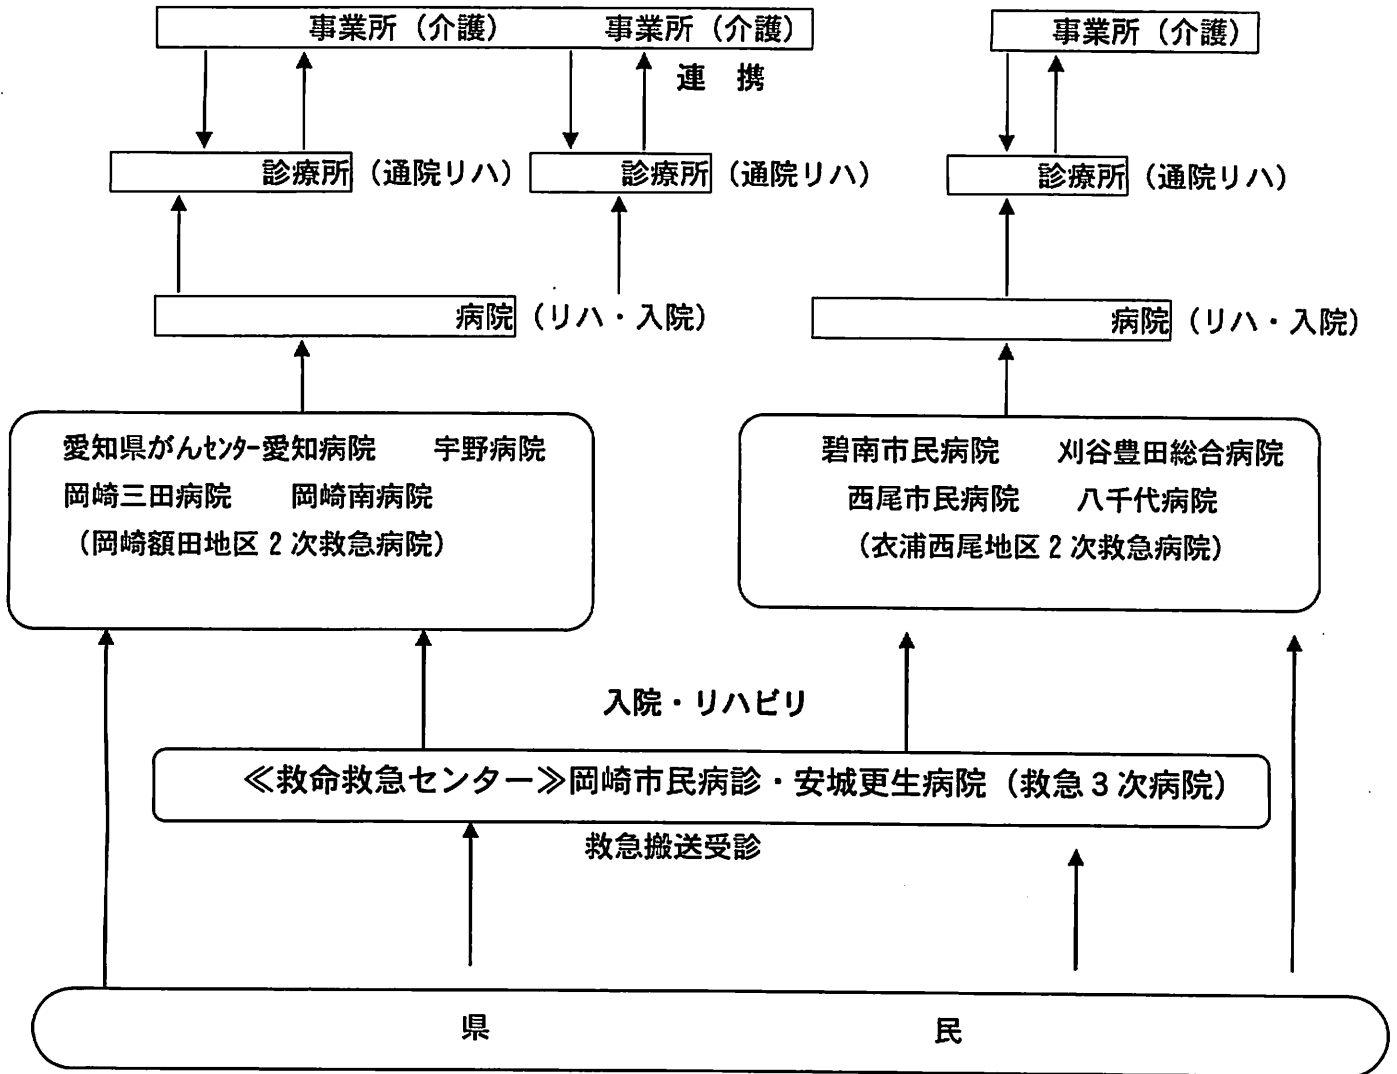 事業所（介護） 事業所（介護） 事業所（介護）
連 携
診療所（通院リハ） 診療所（通院リハ） 診療所（通院リハ）
病院（リハ・入院） 病院（リハ・入院）
愛知県がんセンター愛知病院 宇野病院
岡崎三田病院 岡崎南病院
（岡崎額田地区２次救急病院）
碧南市民病院 刈谷豊田総合病院
西尾市民病院 八千代病院
（衣浦西尾地区２次救急病院）
入院・リハビリ
≪救命救急センター≫岡崎市民病診・安城更生病院（救急３次病院）
救急搬送受診
県 民